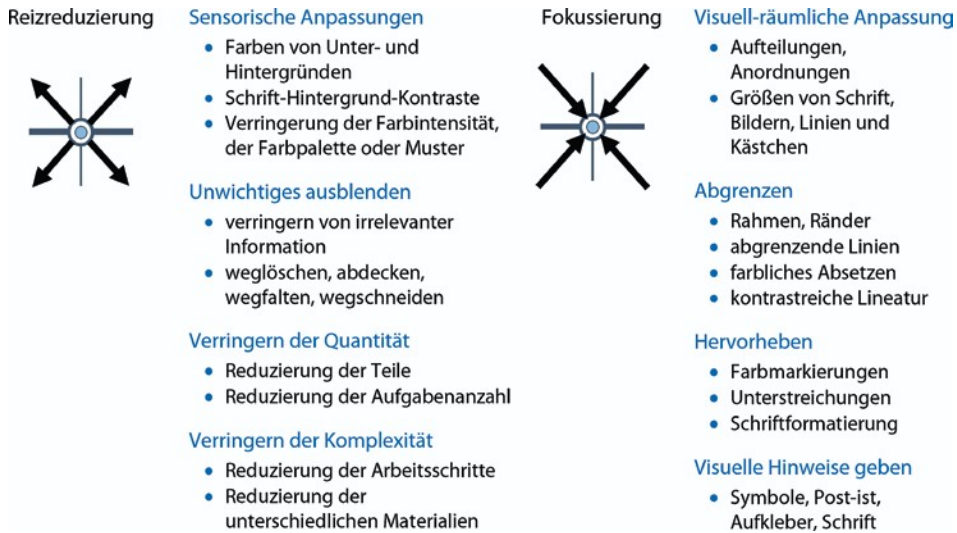 Reizreduzierung
Sensorische Anpassungen
• Farben von Unter- und
Hintergründen
• Schrift-Hintergrund-Kontraste
• Verringerung der Farbintensität,
der Farbpalette oder Muster
Unwichtiges ausblenden
• verringern von irrelevanter
Information
• weglöschen, abdecken,
wegfalten, wegschneiden
Verringern der Quantität
• Reduzierung der Teile
• Reduzierung der Aufgabenanzahl
Verringern der Komplexität
• Reduzierung der Arbeitsschritte
• Reduzierung der
unterschiedlichen Materialien
Fokussierung
Visuell-räumliche Anpassung
• Aufteilungen,
Anordnungen
• Größen von Schrift,
Bildern, Linien und
Kästchen
Abgrenzen
• Rahmen, Ränder
• abgrenzende Linien
• farbliches Absetzen
• kontrastreiche Lineatur
Hervorheben
• Farbmarkierungen
• Unterstreichungen
• Schriftformatierung
Visuelle Hinweise geben
• Symbole, Post-ist,
Aufkleber, Schrift